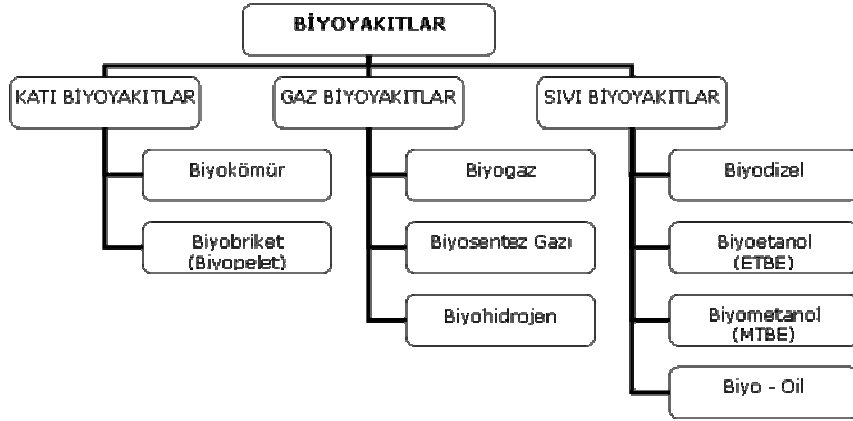 BİYOYAKITLAR
KATI BİYOYAKITLAR
GAZ BİYOYAKITLAR
SIVI BİYOYAKITLAR
Biyokömür
Biyogaz
Biyodizel
Biyobriket
(Biyopelet)
Biyosentez Gazı
Biyoetanol
(ETBE)
Biyohidrojen
Biyometanol
(MTBE)
Biyo - Oil